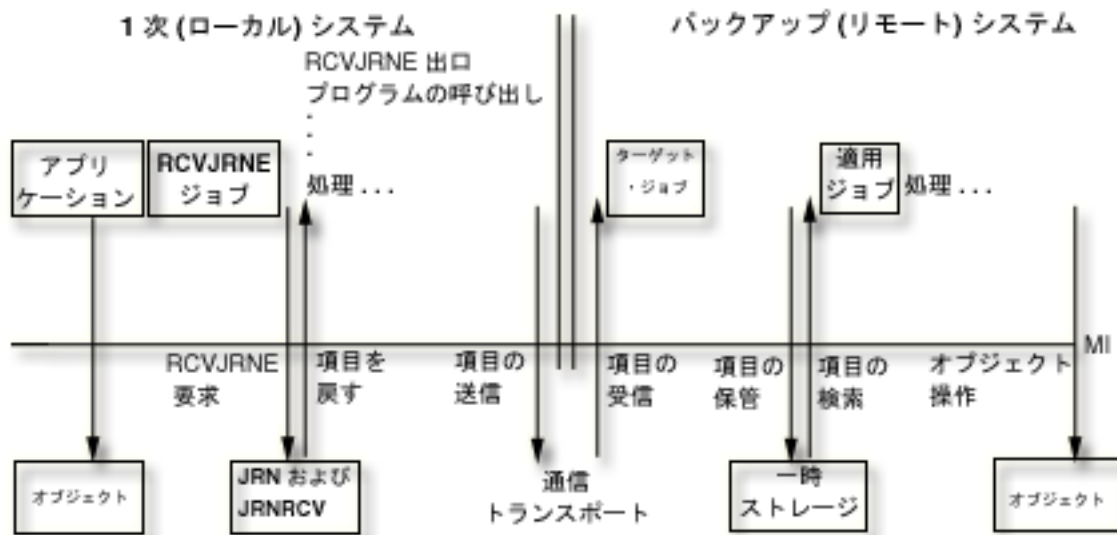 1 次 (ローカル) システム
バックアップ (リモート) システム
RCVJRNE 出口
プログラムの呼び出し
.
.
.
アプリ
ケーション
RCVJRNE
ジョブ
処理 . . .
ターゲット
・ジョブ
適用
ジョブ
処理 . . .
MI
RCVJRNE
要求
項目を
戻す
項目の
送信
項目の
受信
項目の
保管
項目の
検索
オブジェクト
操作
オブジェクト
JRN および
JRNRCV
通信
トランスポート
一時
ストレージ
オブジェクト